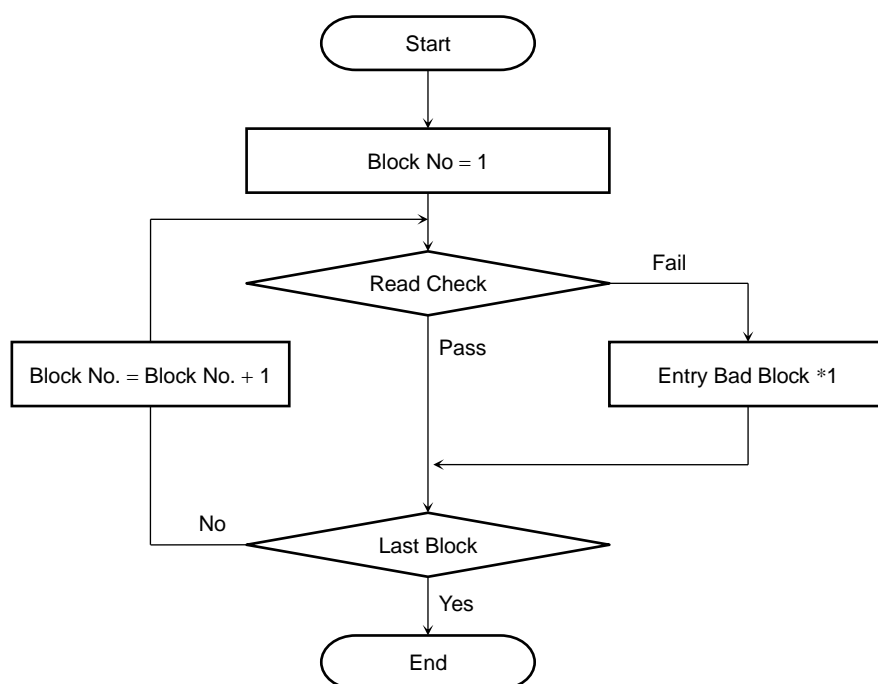 Start
Block No = 1
Read Check
Fail
Pass
Block No. = Block No. + 1
Entry Bad Block *1
No
Last Block
Yes
End